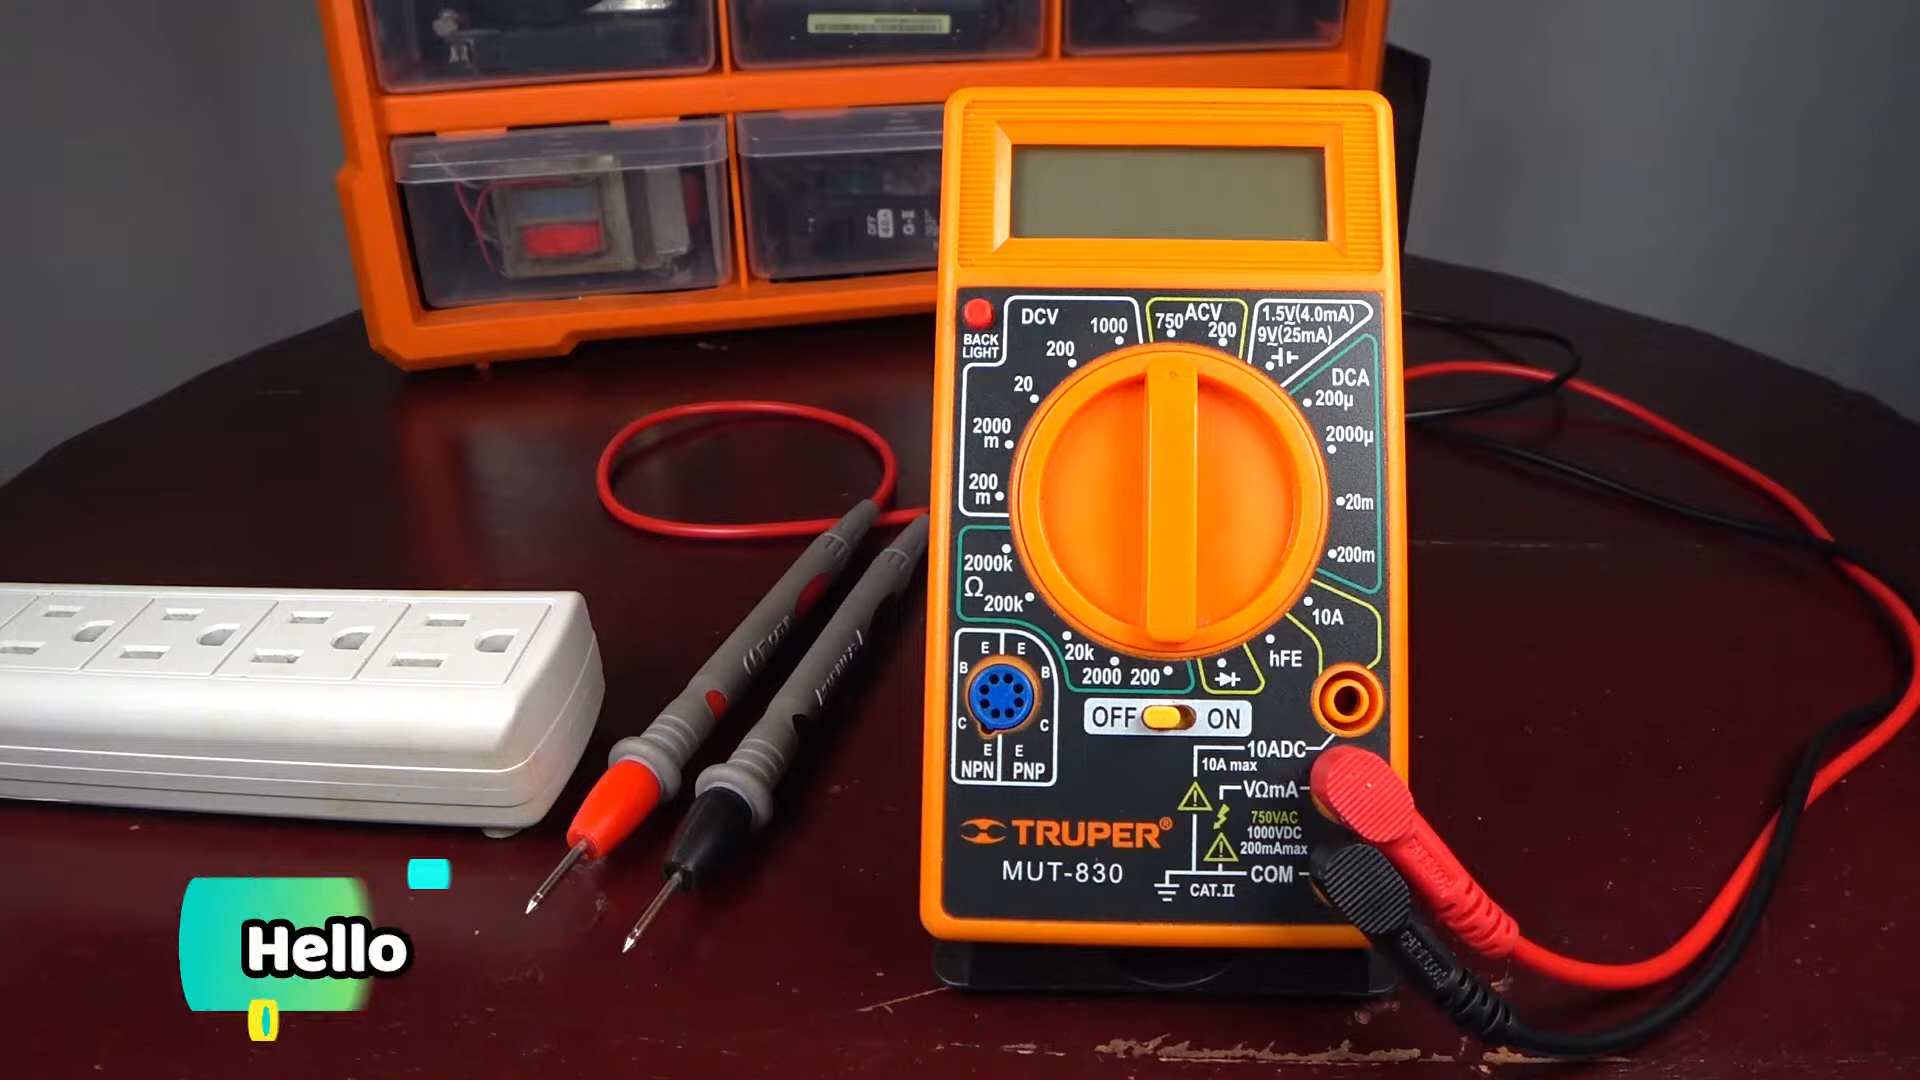 OFF
DCV
1000
750
ACV
200
1.5V(4.0mA)
9V(25mA)
BACK
LIGHT
200
20
2000
m
200
m
DCA
200µ
2000µ
20m
200m
10A
hFE
2000k
Ω
200k
20k
2000
200
E E
B B
C C
E E
NPN PNP
OFF ON
10ADC
10A max
VΩmA
750VAC
1000VDC
200mAmax
COM
CAT.II
TRUPER®
MUT-830
Hello